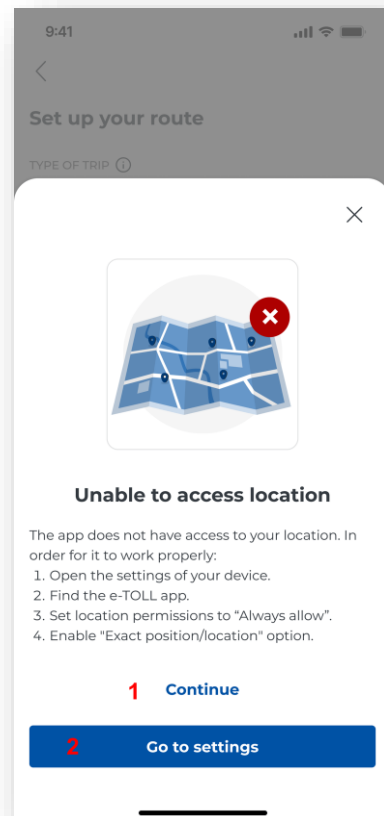 9:41
Set up your route
TYPE OF TRIP
Unable to access location
The app does not have access to your location. In
order for it to work properly:
1. Open the settings of your device.
2. Find the e-TOLL app.
3. Set location permissions to “Always allow”.
4. Enable "Exact position/location" option.
1 Continue
2 Go to settings